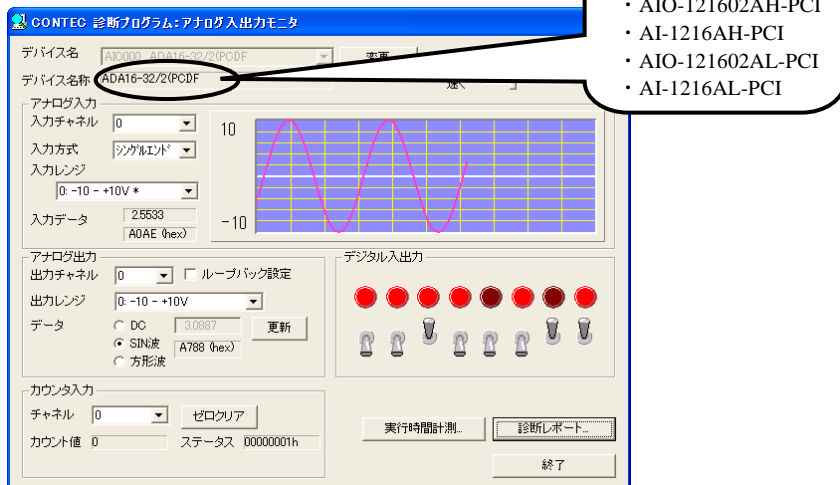 CONTEC 診断プログラム:アナログ入出力モニタ
・ AIO-121602AH-PCI
・ AI-1216AH-PCI
・ AIO-121602AL-PCI
・ AI-1216AL-PCI
デバイス名 AIO000 ADA16-32/2(PCI)F 変更
デバイス名称 ADA16-32/2(PCI)F
アナログ入力
入力チャネル 0
入力方式 シングルエンド
入力レンジ
0: -10 - +10V *
入力データ 2.5533
A0AE (hex)
10
-10
アナログ出力
出力チャネル 0 ループバック設定
出力レンジ 0: -10 - +10V
データ DC 3.0887 更新
SIN波 A788 (hex)
方形波
デジタル入出力
カウンタ入力
チャネル 0 ゼロクリア
カウント値 0 ステータス 00000001h
実行時間計測... 診断レポート...
終了